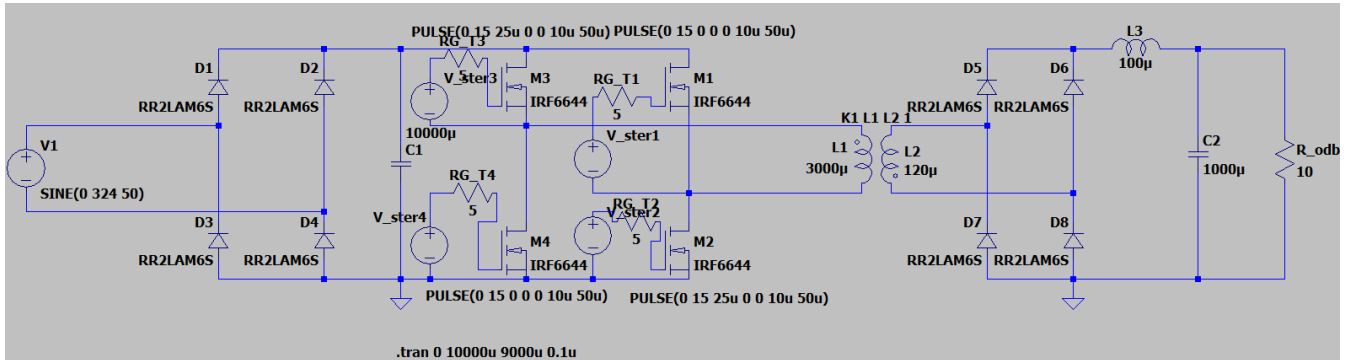 PULSE(0 15 25u 0 0 10u 50u)
PULSE(0 15 0 0 0 10u 50u)
RG_T3
5
V_ster3
10000µ
M3
IRF6644
RG_T1
5
V_ster1
M1
IRF6644
D1
RR2LAM6S
D2
RR2LAM6S
V1
SINE(0 324 50)
C1
D3
RR2LAM6S
D4
RR2LAM6S
RG_T4
5
V_ster4
M4
IRF6644
RG_T2
5
V_ster2
M2
IRF6644
PULSE(0 15 0 0 0 10u 50u)
PULSE(0 15 25u 0 0 10u 50u)
K1 L1 L2 1
L1
3000µ
L2
120µ
D5
RR2LAM6S
D6
RR2LAM6S
L3
100µ
D7
RR2LAM6S
D8
RR2LAM6S
C2
1000µ
R_odb
10
.tran 0 10000u 9000u 0.1u